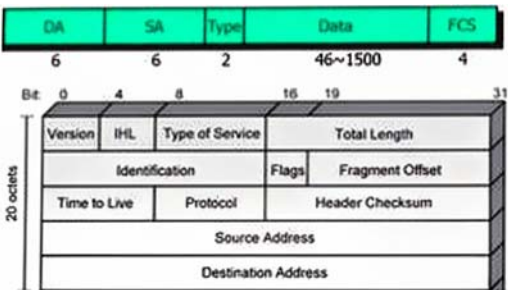 DA SA Type Data FCS
6 6 2 46~1500 4
Bit: 0 4 8 16 19 31
Version IHL Type of Service Total Length
Identification Flags Fragment Offset
Time to Live Protocol Header Checksum
Source Address
Destination Address
20 octets